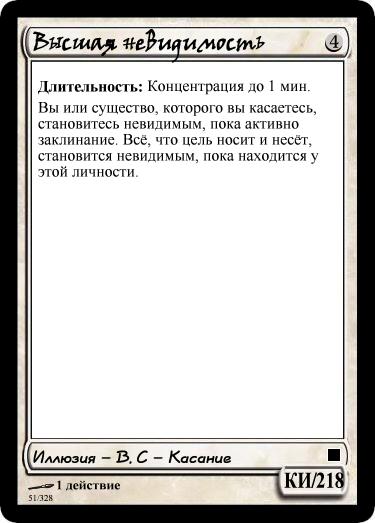 Высшая невидимость 4
Длительность: Концентрация до 1 мин.
Вы или существо, которого вы касаетесь,
становитесь невидимым, пока активно
заклинание. Всё, что цель носит и несёт,
становится невидимым, пока находится у
этой личности.
Иллюзия – В, С – Касание
1 действие
КИ/218
51/328